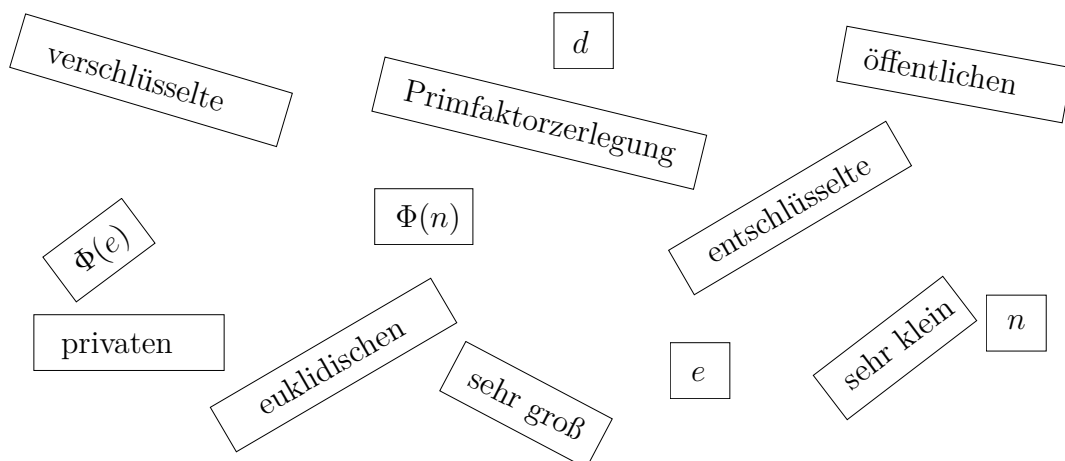 d
verschlüsselte
öffentlichen
Primfaktorzerlegung
entschlüsselte
Φ(n)
Φ(e)
n
privaten
sehr klein
euklidischen
e
sehr groß